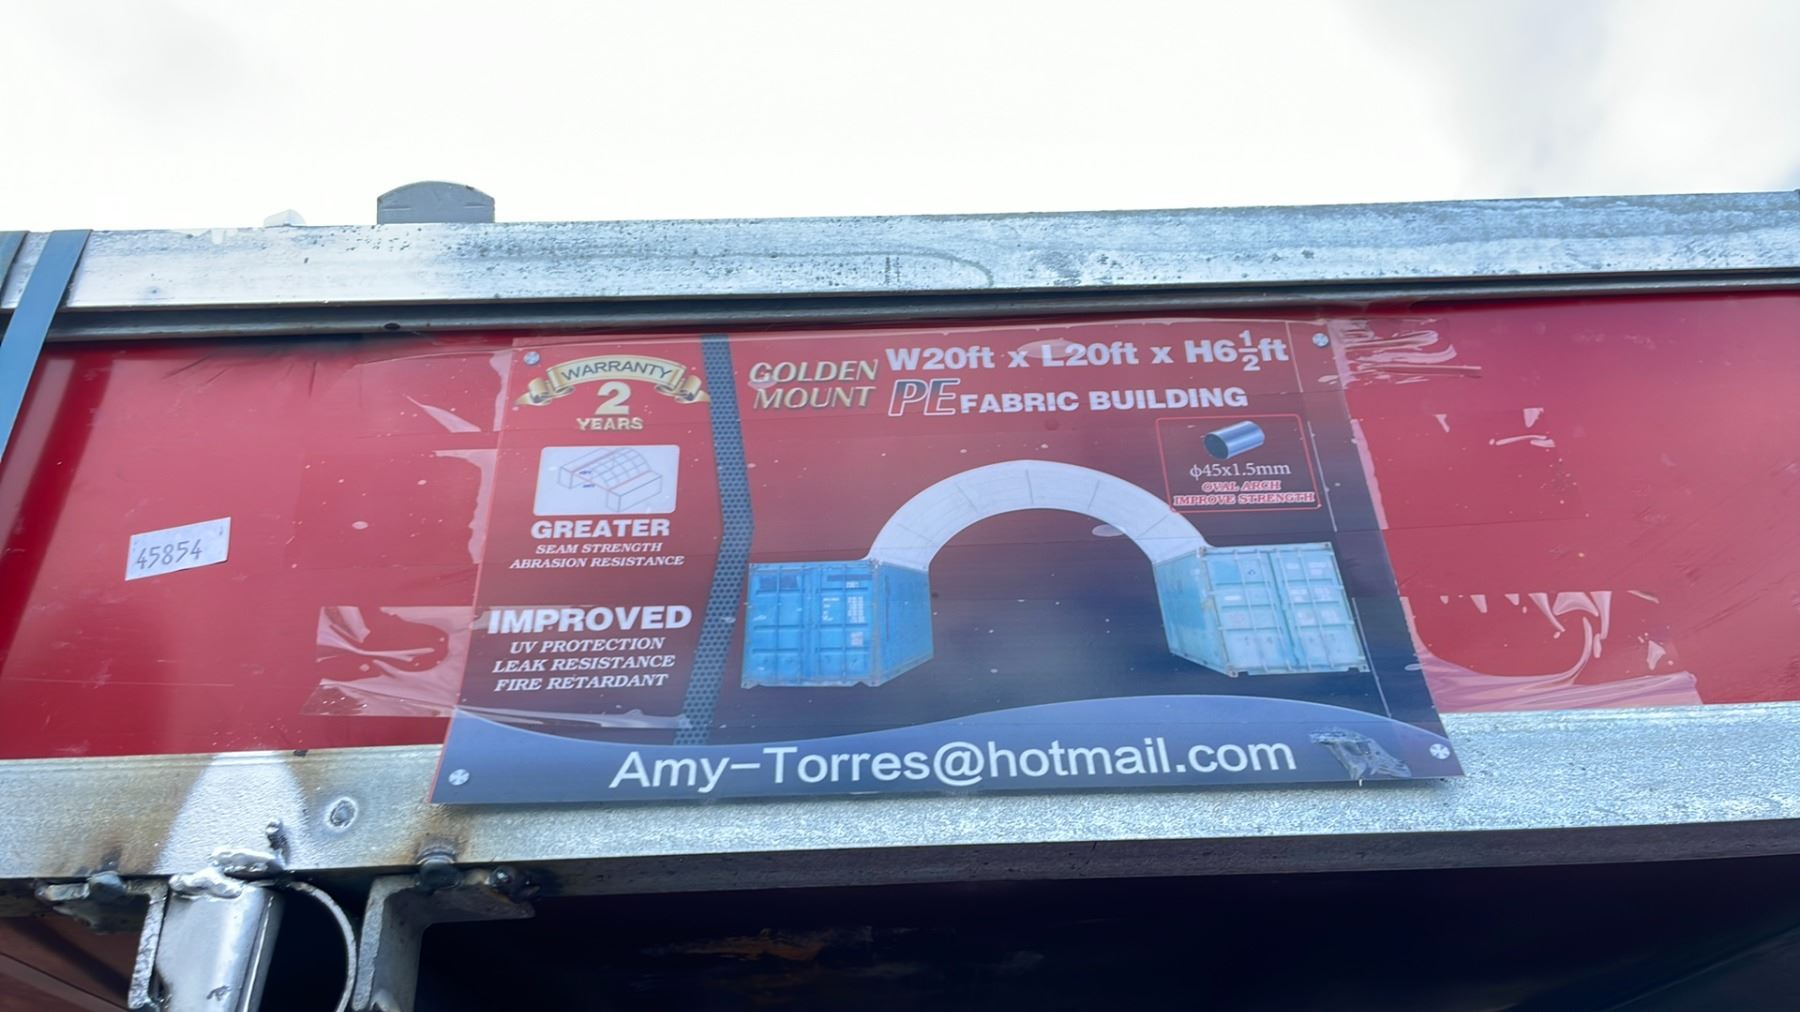 WARRANTY
2
YEARS
GREATER
SEAM STRENGTH
ABRASION RESISTANCE
IMPROVED
UV PROTECTION
LEAK RESISTANCE
FIRE RETARDANT
GOLDEN
MOUNT
W20ft x L20ft x H6½ft
PE FABRIC BUILDING
ф45x1.5mm
OVAL ARCH
IMPROVE STRENGTH
Amy-Torres@hotmail.com
45854